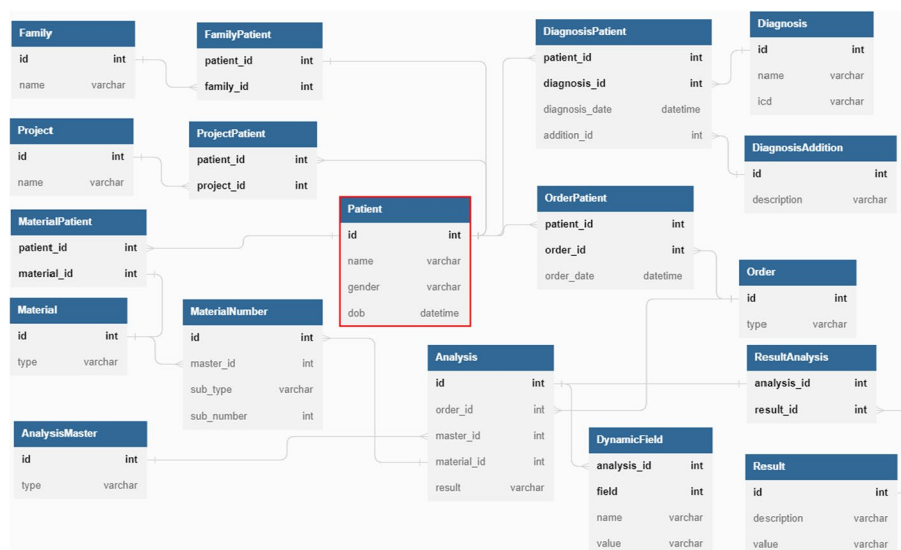 Family
id int
name varchar
FamilyPatient
patient_id int
family_id int
DiagnosisPatient
patient_id int
diagnosis_id int
diagnosis_date datetime
addition_id int
Diagnosis
id int
name varchar
icd varchar
Project
id int
name varchar
ProjectPatient
patient_id int
project_id int
DiagnosisAddition
id int
description varchar
MaterialPatient
patient_id int
material_id int
Patient
id int
name varchar
gender varchar
dob datetime
OrderPatient
patient_id int
order_id int
order_date datetime
Order
id int
type varchar
Material
id int
type varchar
MaterialNumber
id int
master_id int
sub_type varchar
sub_number int
Analysis
id int
order_id int
master_id int
material_id int
result varchar
ResultAnalysis
analysis_id int
result_id int
AnalysisMaster
id int
type varchar
DynamicField
analysis_id int
field int
name varchar
value varchar
Result
id int
description varchar
value varchar